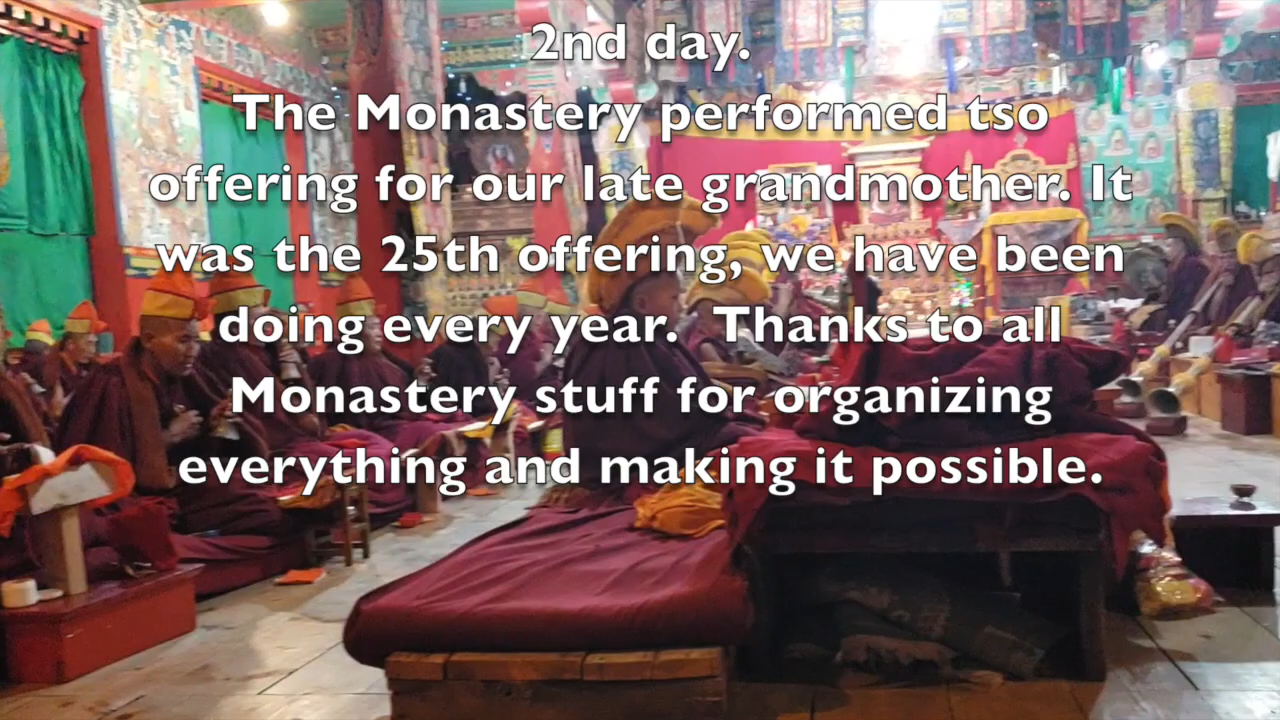 2nd day.
The Monastery performed tso
offering for our late grandmother. It
was the 25th offering, we have been
doing every year.  Thanks to all
Monastery stuff for organizing
everything and making it possible.